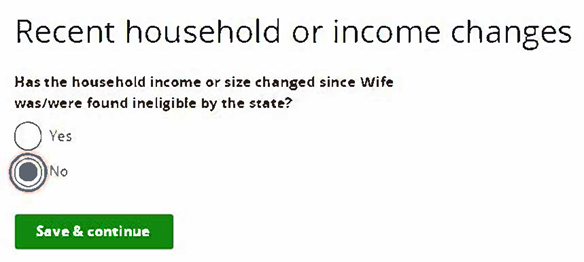 Recent household or income changes
Has the household income or size changed since Wife
was/were found ineligible by the state?
Yes
No
Save & continue